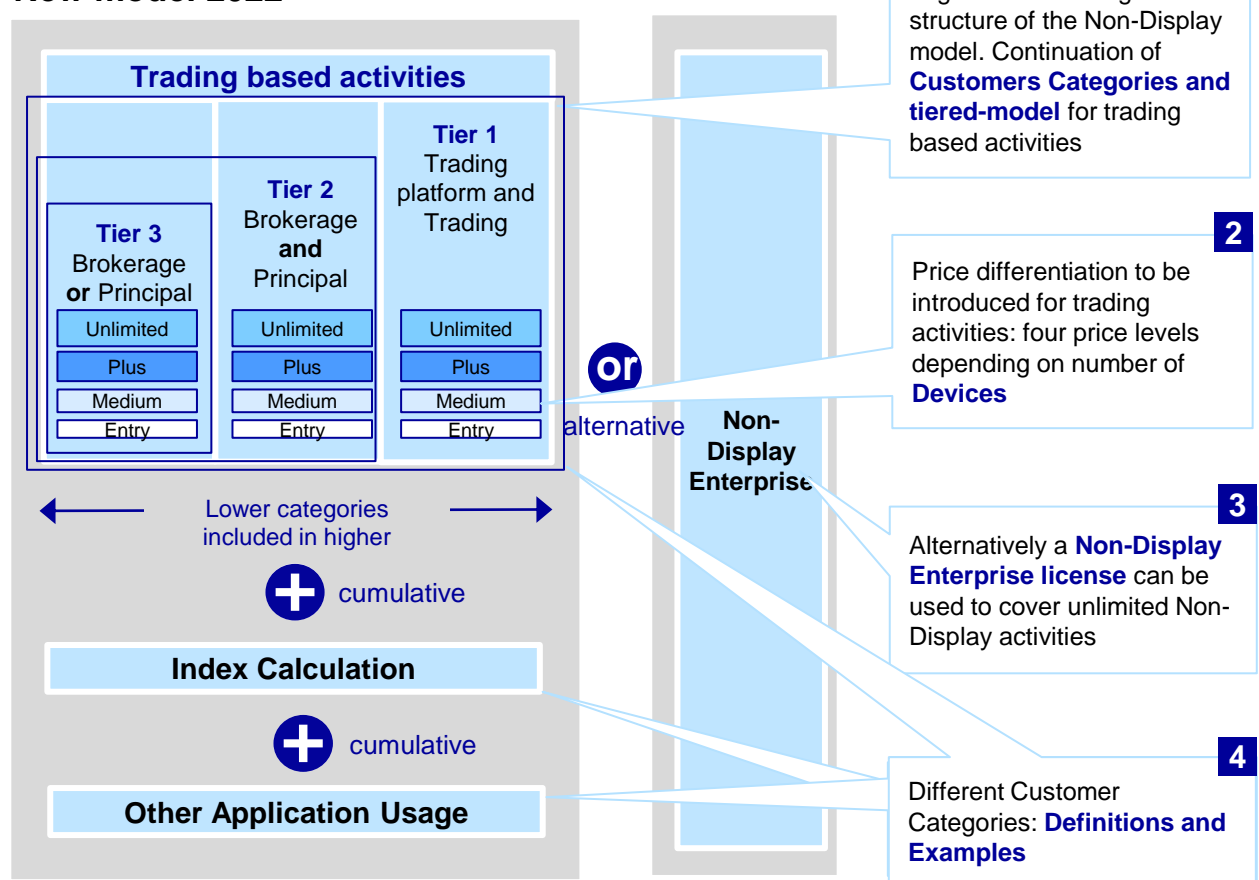 structure of the Non-Display
model. Continuation of
Customers Categories and
tiered-model for trading
based activities
Trading based activities
Tier 1
Trading
platform and
Trading
Tier 2
Brokerage
and
Principal
Tier 3
Brokerage
or Principal
Unlimited
Unlimited
Unlimited
Plus
Plus
Plus
Medium
Medium
Medium
Entry
Entry
Entry
or
alternative
Non-
Display
Enterprise
2
Price differentiation to be
introduced for trading
activities: four price levels
depending on number of
Devices
Lower categories
included in higher
+ cumulative
3
Alternatively a Non-Display
Enterprise license can be
used to cover unlimited Non-
Display activities
Index Calculation
+ cumulative
Other Application Usage
4
Different Customer
Categories: Definitions and
Examples